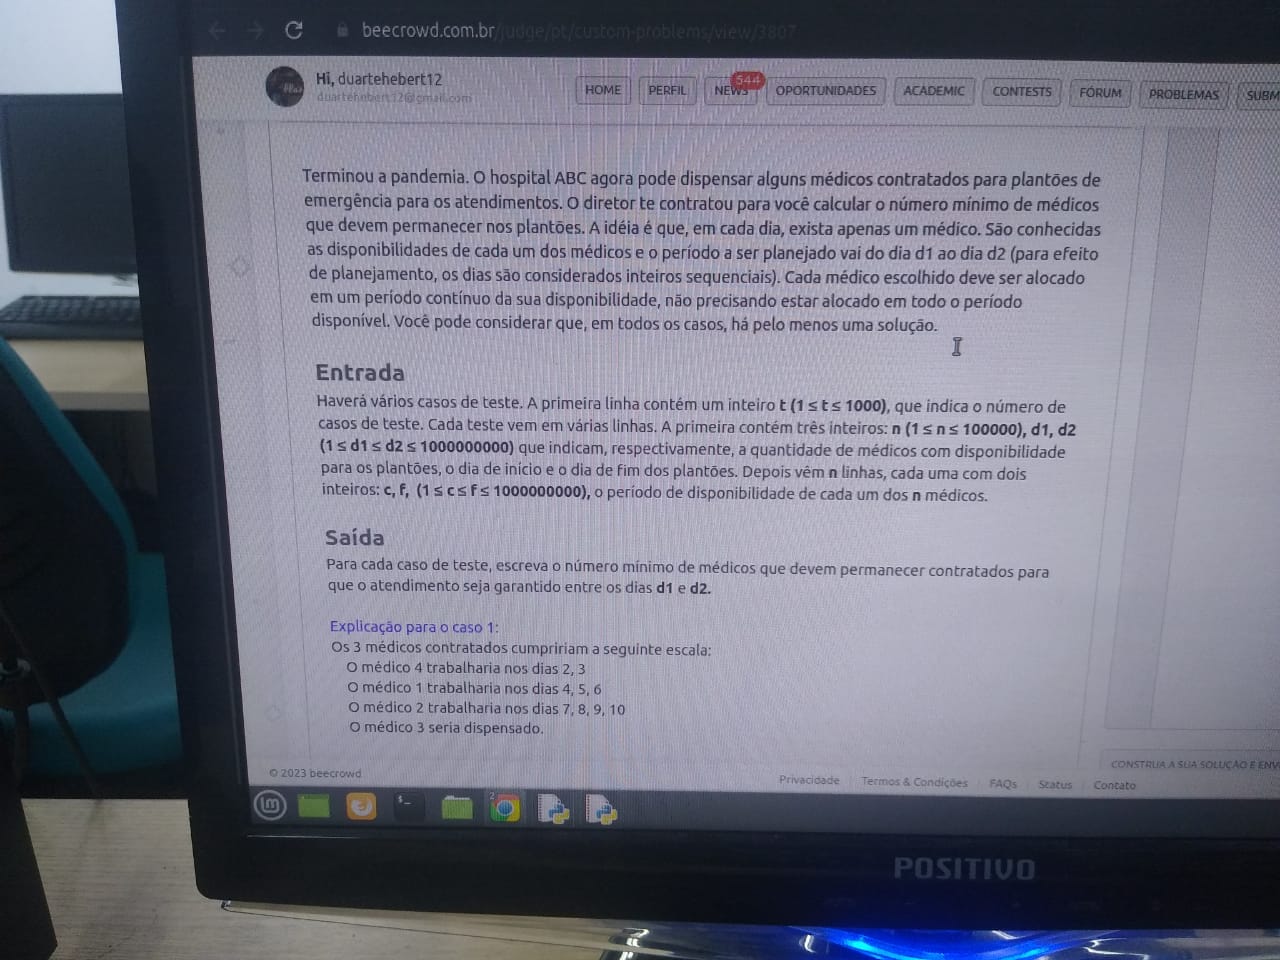 beecrowd.com.br/judge/pt/custom-problems/view/3807
Hi, duartehebert12
duartehebert12@gmail.com
HOME
PERFIL
NEWS
544
OPORTUNIDADES
ACADEMIC
CONTESTS
FÓRUM
PROBLEMAS
SUBM
Terminou a pandemia. O hospital ABC agora pode dispensar alguns médicos contratados para plantões de
emergência para os atendimentos. O diretor te contratou para você calcular o número mínimo de médicos
que devem permanecer nos plantões. A idéia é que, em cada dia, exista apenas um médico. São conhecidas
as disponibilidades de cada um dos médicos e o período a ser planejado vai do dia d1 ao dia d2 (para efeito
de planejamento, os dias são considerados inteiros sequenciais). Cada médico escolhido deve ser alocado
em um período contínuo da sua disponibilidade, não precisando estar alocado em todo o período
disponível. Você pode considerar que, em todos os casos, há pelo menos uma solução.
Entrada
Haverá vários casos de teste. A primeira linha contém um inteiro t (1 ≤ t ≤ 1000), que indica o número de
casos de teste. Cada teste vem em várias linhas. A primeira contém três inteiros: n (1 ≤ n ≤ 100000), d1, d2
(1 ≤ d1 ≤ d2 ≤ 1000000000) que indicam, respectivamente, a quantidade de médicos com disponibilidade
para os plantões, o dia de início e o dia de fim dos plantões. Depois vêm n linhas, cada uma com dois
inteiros: c, f, (1 ≤ c ≤ f ≤ 1000000000), o período de disponibilidade de cada um dos n médicos.
Saída
Para cada caso de teste, escreva o número mínimo de médicos que devem permanecer contratados para
que o atendimento seja garantido entre os dias d1 e d2.
Explicação para o caso 1:
Os 3 médicos contratados cumpririam a seguinte escala:
O médico 4 trabalharia nos dias 2, 3
O médico 1 trabalharia nos dias 4, 5, 6
O médico 2 trabalharia nos dias 7, 8, 9, 10
O médico 3 seria dispensado.
CONSTRUA A SUA SOLUÇÃO E ENV
© 2023 beecrowd
Privacidade
Termos & Condições
FAQs
Status
Contato
2
POSITIVO